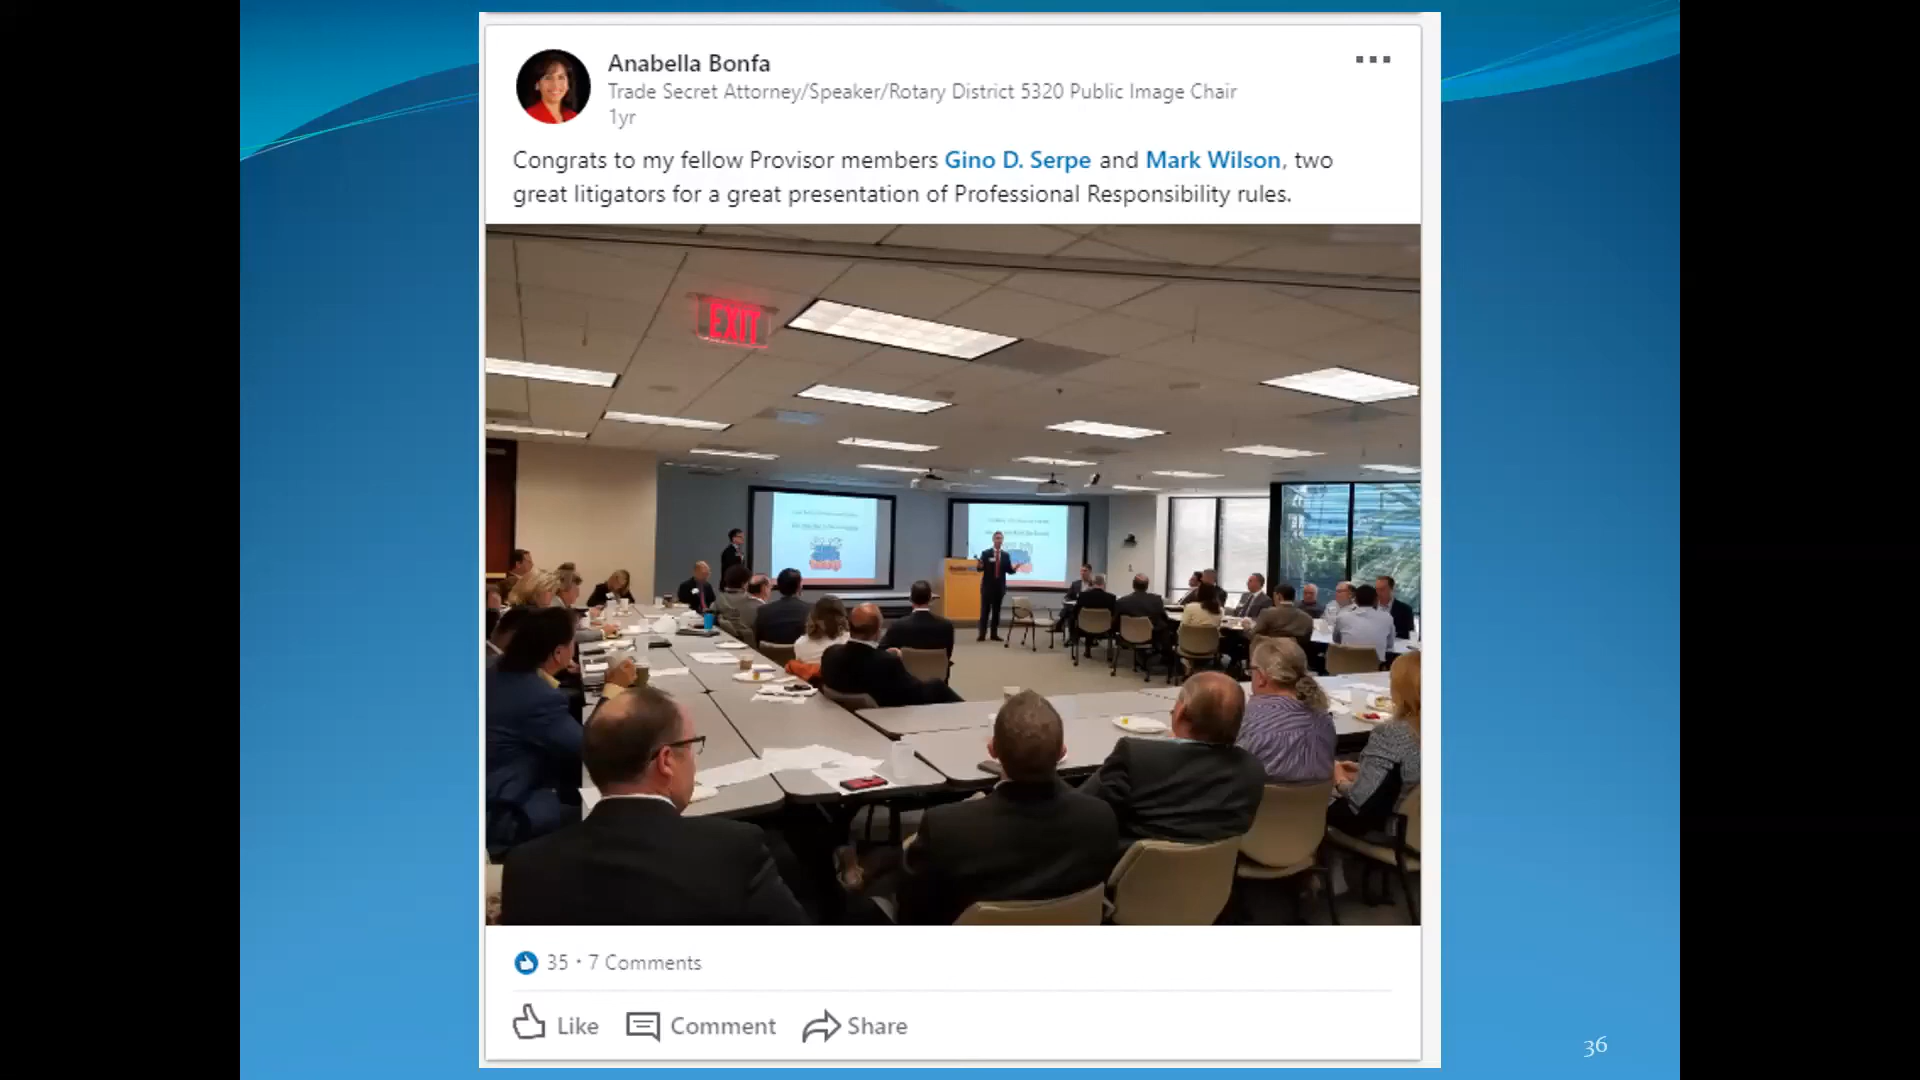 Anabella Bonfa
Trade Secret Attorney/Speaker/Rotary District 5320 Public Image Chair
1yr
Congrats to my fellow Provisor members Gino D. Serpe and Mark Wilson, two
great litigators for a great presentation of Professional Responsibility rules.
EXIT
35 • 7 Comments
Like Comment Share
36